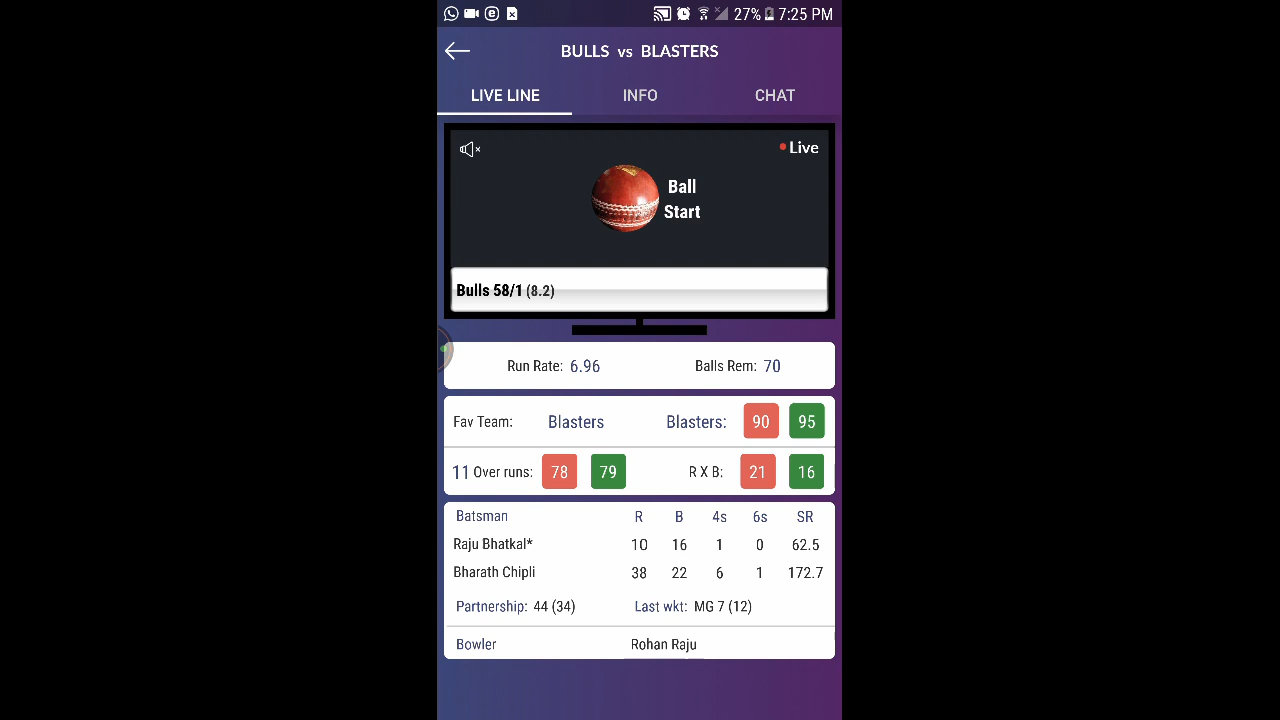 27% 7:25 PM
BULLS vs BLASTERS
LIVE LINE INFO CHAT
Live
Ball
Start
Bulls 58/1 (8.2)
Run Rate: 6.96 Balls Rem: 70
Fav Team: Blasters Blasters: 90 95
11 Over runs: 78 79 R X B: 21 16
Batsman R B 4s 6s SR
Raju Bhatkal* 10 16 1 0 62.5
Bharath Chipli 38 22 6 1 172.7
Partnership: 44 (34) Last wkt: MG 7 (12)
Bowler Rohan Raju